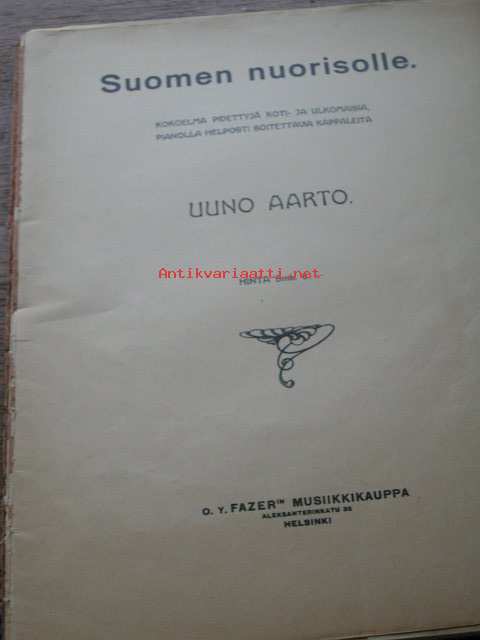 Suomen nuorisolle.
KOKOELMA PIDETTYJÄ KOTI- JA ULKOMAISIA,
PIANOLLA HELPOSTI SOITETTAVIA KAPPALEITA
UUNO AARTO.
Antikvariaatti.net
HINTA
O. Y. FAZERIN MUSIIKKIKAUPPA
ALEKSANTERINKATU
HELSINKI